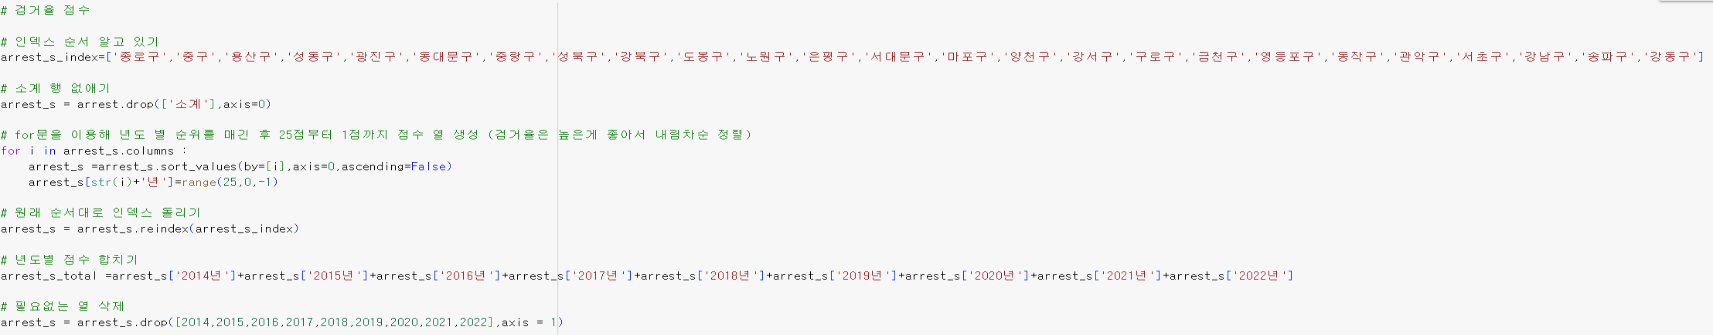 # 검거율 점수
# 인덱스 순서 알고 있기
arrest_s_index=['종로구','중구','용산구','성동구','광진구','동대문구','중랑구','성북구','강북구','도봉구','노원구','은평구','서대문구','마포구','양천구','강서구','구로구','금천구','영등포구','동작구','관악구','서초구','강남구','송파구','강동구']
# 소계 행 없애기
arrest_s = arrest.drop(['소계'],axis=0)
# for문을 이용해 년도 별 순위를 매긴 후 25점부터 1점까지 점수 열 생성 (검거율은 높은게 좋아서 내림차순 정렬)
for i in arrest_s.columns :
    arrest_s =arrest_s.sort_values(by=[i],axis=0,ascending=False)
    arrest_s[str(i)+'년']=range(25,0,-1)
# 원래 순서대로 인덱스 돌리기
arrest_s = arrest_s.reindex(arrest_s_index)
# 년도별 점수 합치기
arrest_s_total =arrest_s['2014년']+arrest_s['2015년']+arrest_s['2016년']+arrest_s['2017년']+arrest_s['2018년']+arrest_s['2019년']+arrest_s['2020년']+arrest_s['2021년']+arrest_s['2022년']
# 필요없는 열 삭제
arrest_s = arrest_s.drop([2014,2015,2016,2017,2018,2019,2020,2021,2022],axis = 1)